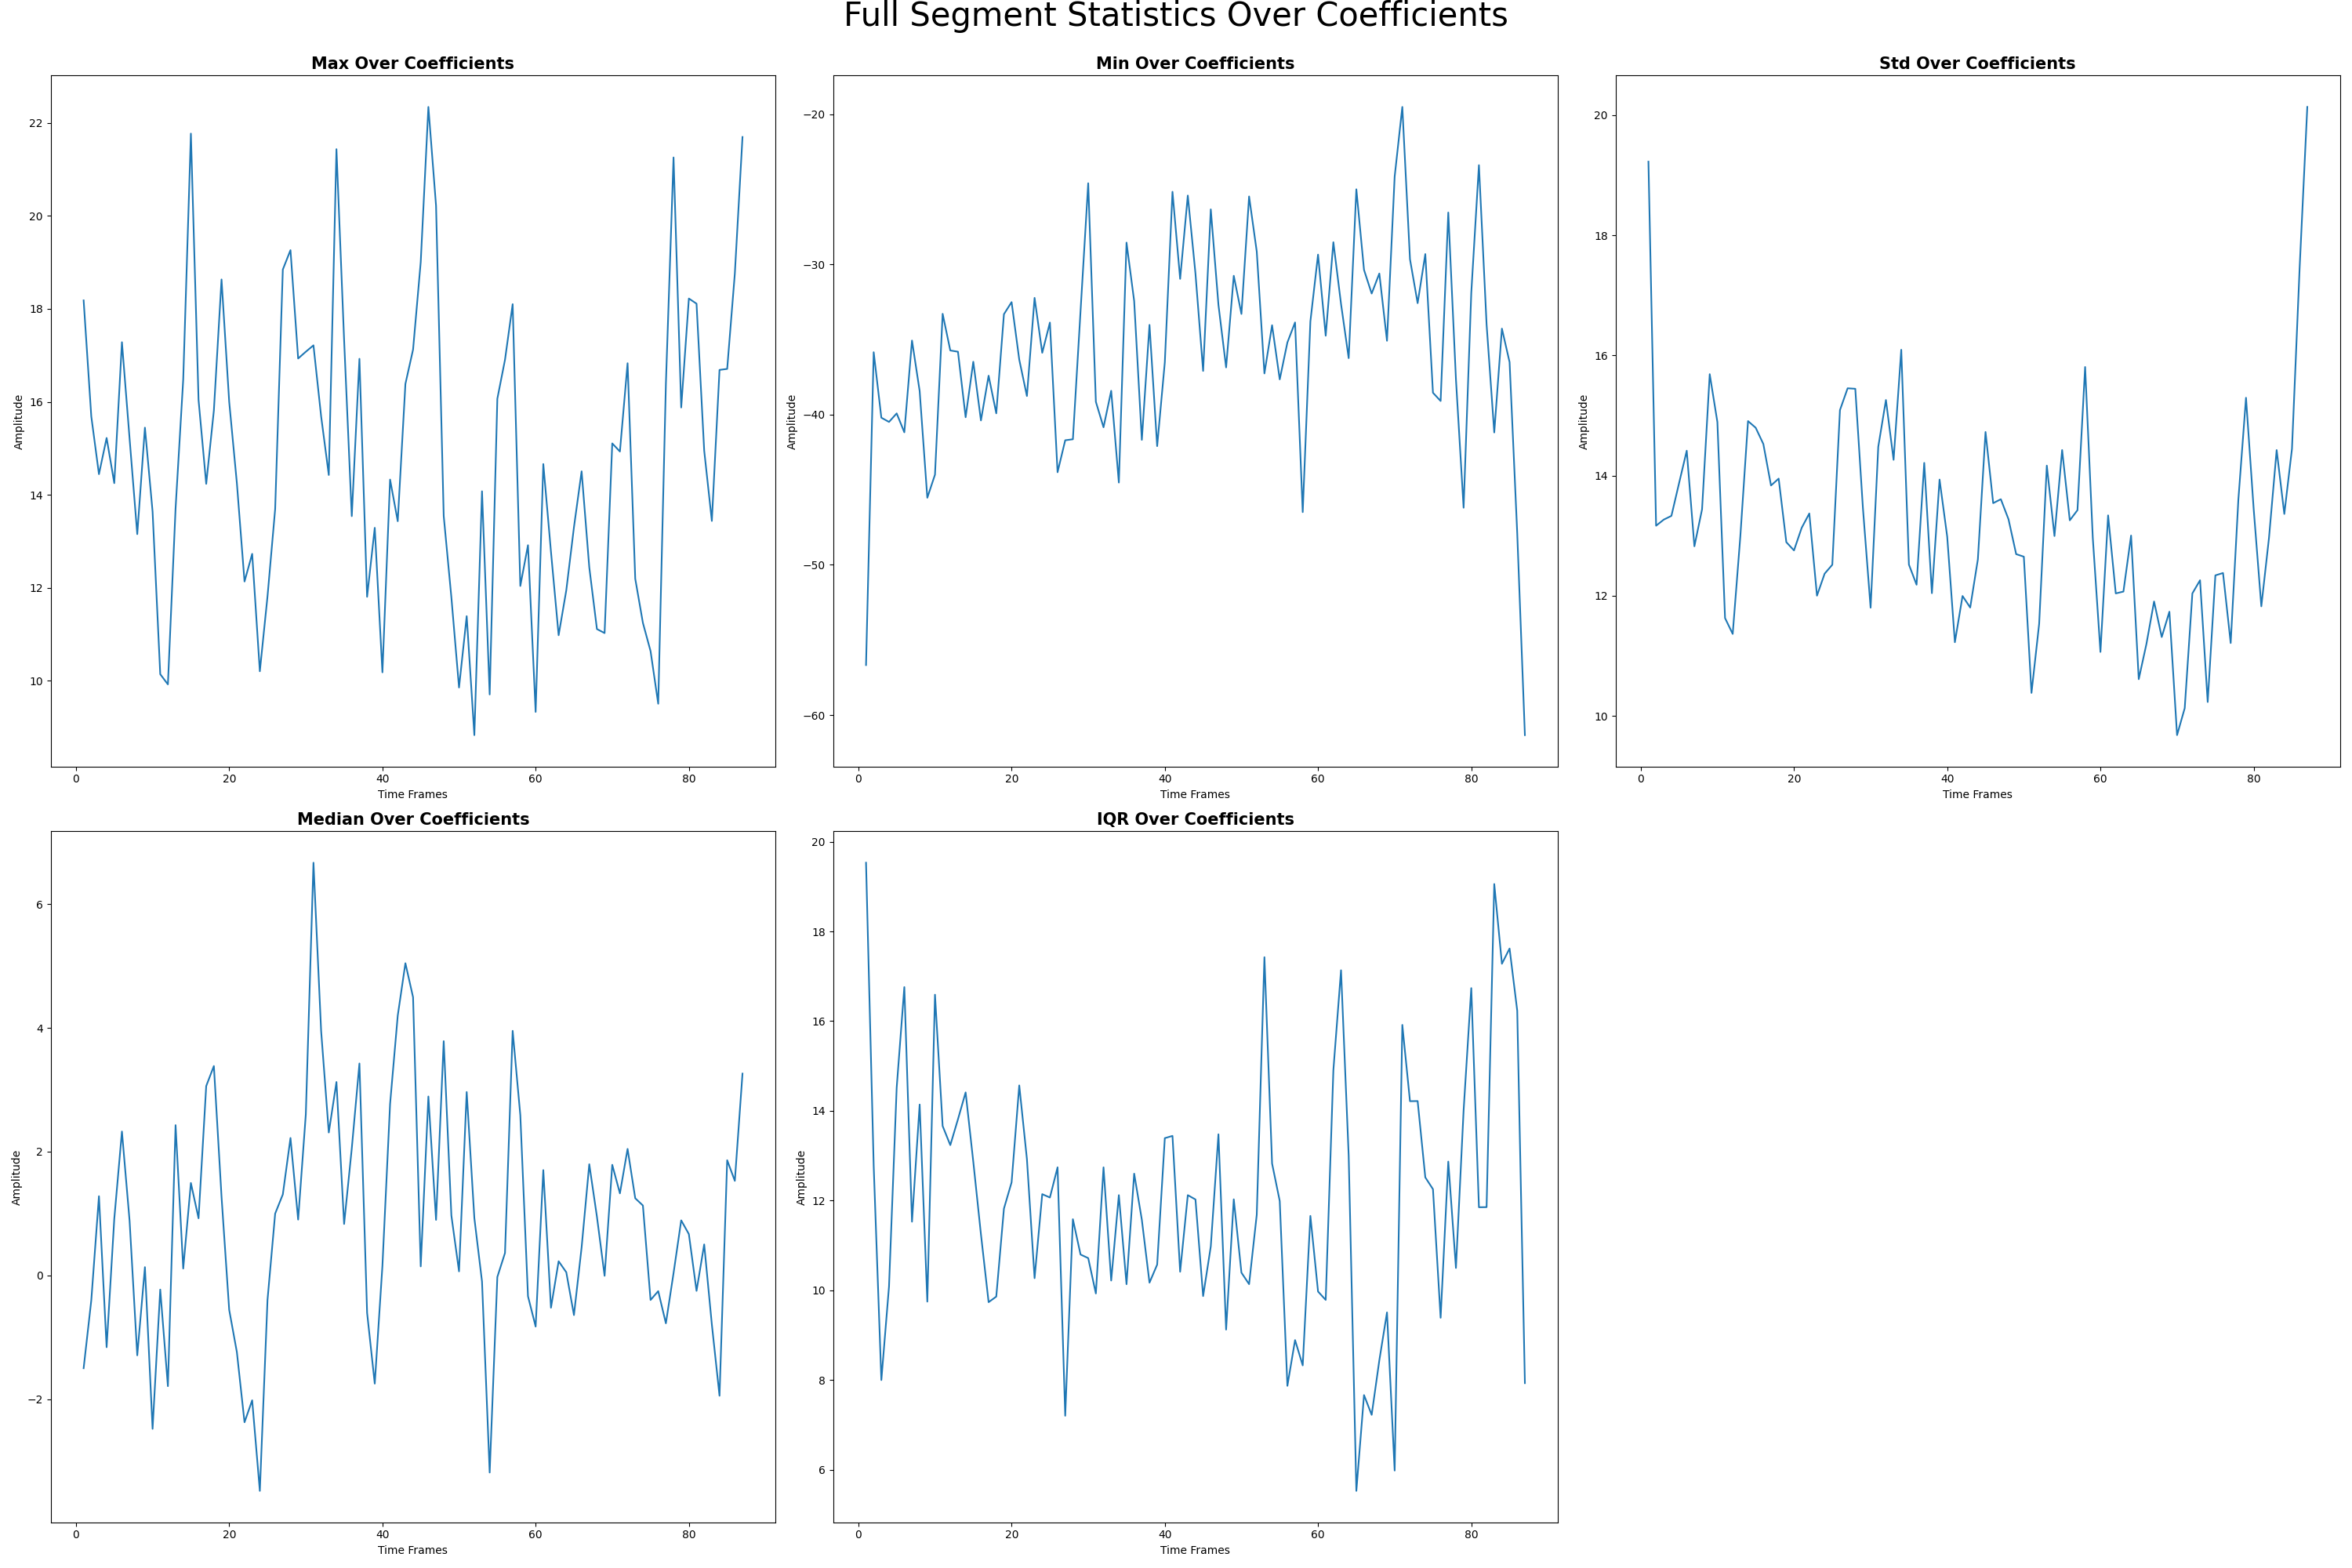 Full Segment Statistics Over Coefficients
Max Over Coefficients
Amplitude
22
20
18
16
14
12
10
0 20 40 60 80
Time Frames
Min Over Coefficients
Amplitude
−20
−30
−40
−50
−60
0 20 40 60 80
Time Frames
Std Over Coefficients
Amplitude
20
18
16
14
12
10
0 20 40 60 80
Time Frames
Median Over Coefficients
Amplitude
6
4
2
0
−2
0 20 40 60 80
Time Frames
IQR Over Coefficients
Amplitude
20
18
16
14
12
10
8
6
0 20 40 60 80
Time Frames